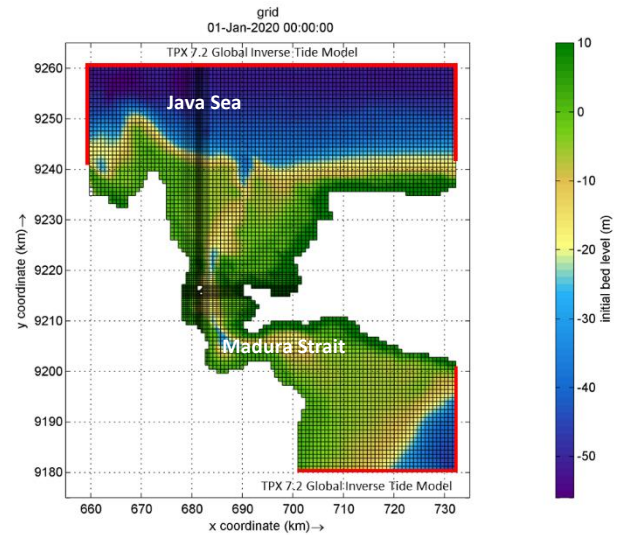 grid
01-Jan-2020 00:00:00
TPX 7.2 Global Inverse Tide Model
Java Sea
Madura Strait
TPX 7.2 Global Inverse Tide Model
y coordinate (km)→
9260
9250
9240
9230
9220
9210
9200
9190
9180
660
670
680
690
700
710
720
730
x coordinate (km)→
10
0
-10
-20
-30
-40
-50
initial bed level (m)